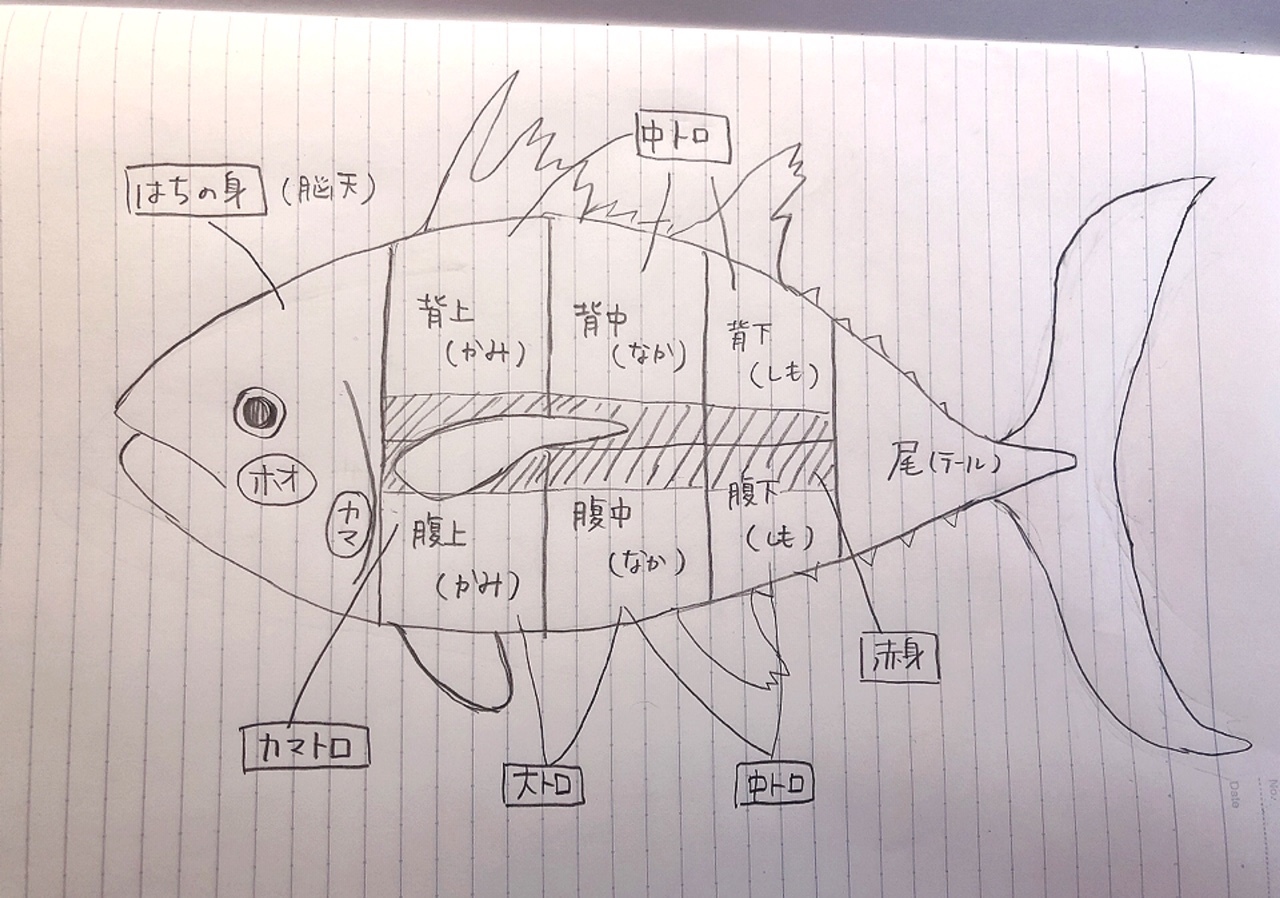 中トロ
はちの身 (脳天)
背上
(かみ)
背中
(なか)
背下
(しも)
ホオ
カマ
尾(テール)
腹上
(かみ)
腹中
(なか)
腹下
(しも)
赤身
カマトロ
大トロ
中トロ
Date
No.